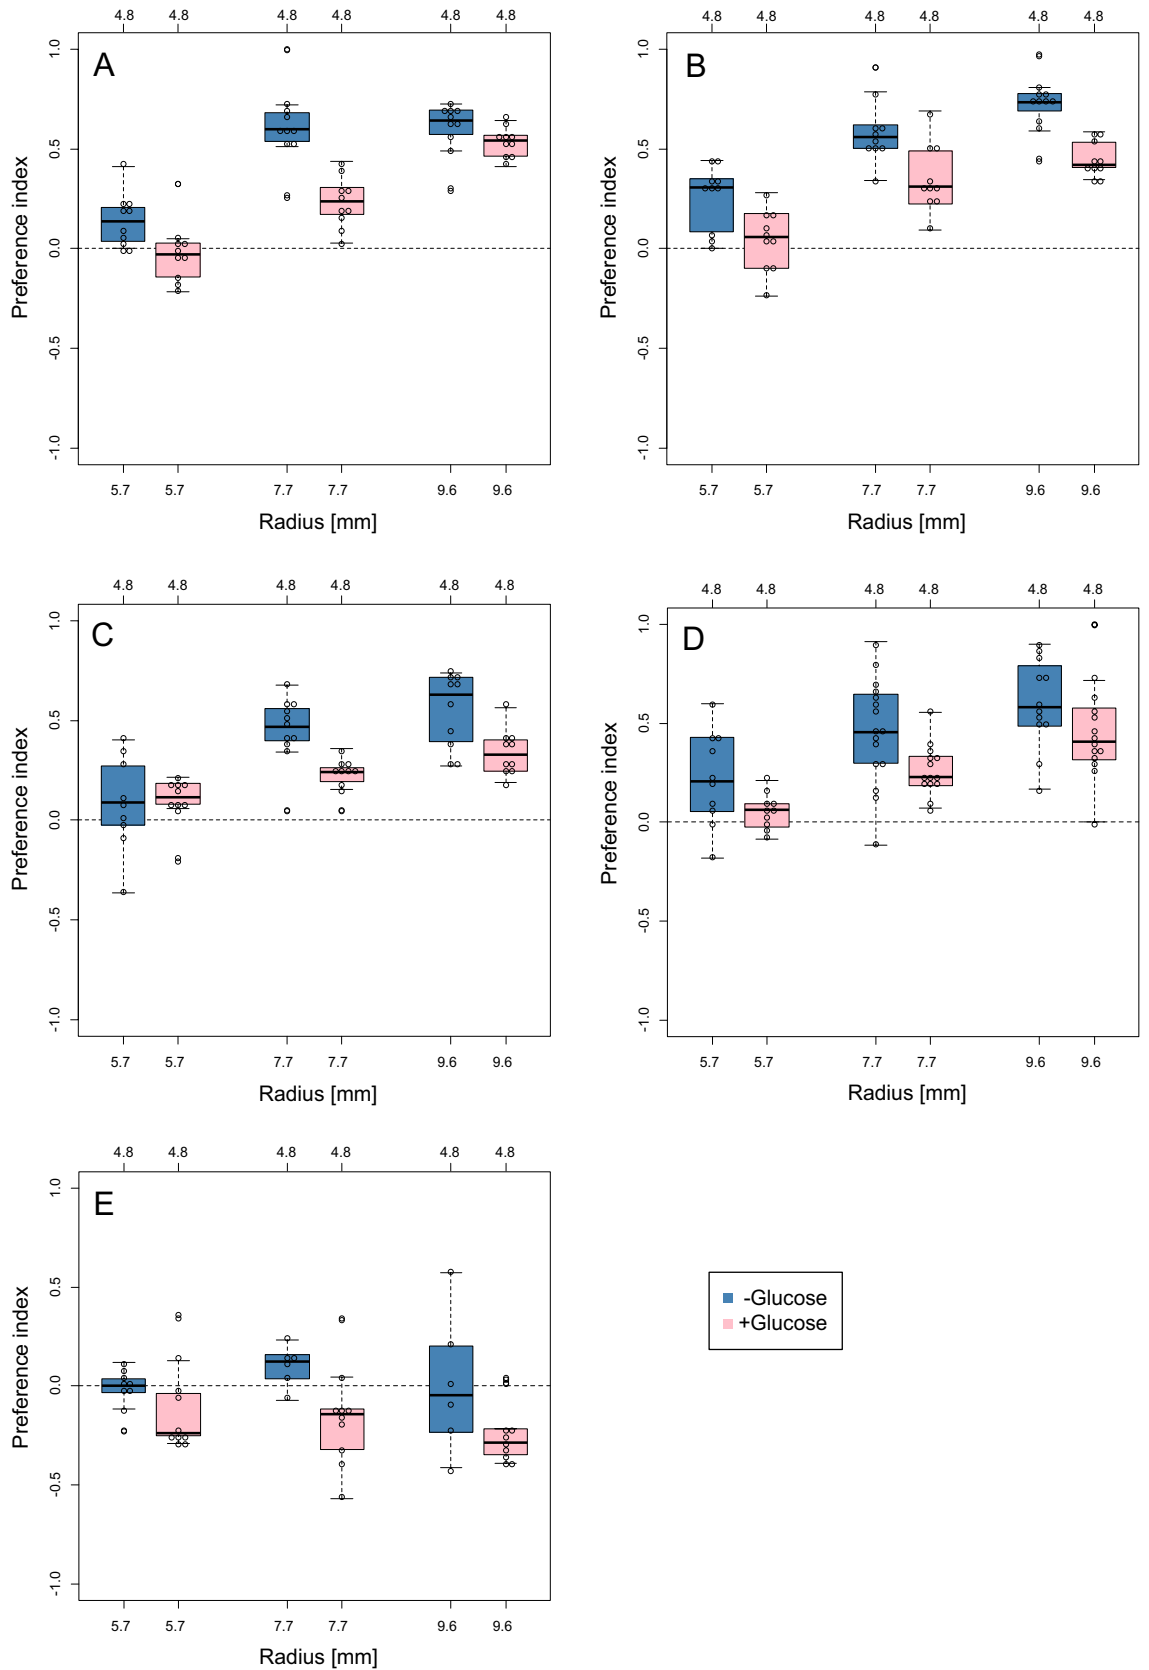 4.8 4.8 4.8 4.8 4.8 4.8
A
Preference index
1.0
0.5
0.0
-0.5
-1.0
5.7 5.7 7.7 7.7 9.6 9.6
Radius [mm]
4.8 4.8 4.8 4.8 4.8 4.8
B
Preference index
1.0
0.5
0.0
-0.5
-1.0
5.7 5.7 7.7 7.7 9.6 9.6
Radius [mm]
4.8 4.8 4.8 4.8 4.8 4.8
C
Preference index
1.0
0.5
0.0
-0.5
-1.0
5.7 5.7 7.7 7.7 9.6 9.6
Radius [mm]
4.8 4.8 4.8 4.8 4.8 4.8
D
Preference index
1.0
0.5
0.0
-0.5
-1.0
5.7 5.7 7.7 7.7 9.6 9.6
Radius [mm]
4.8 4.8 4.8 4.8 4.8 4.8
E
Preference index
1.0
0.5
0.0
-0.5
-1.0
5.7 5.7 7.7 7.7 9.6 9.6
Radius [mm]
-Glucose
+Glucose